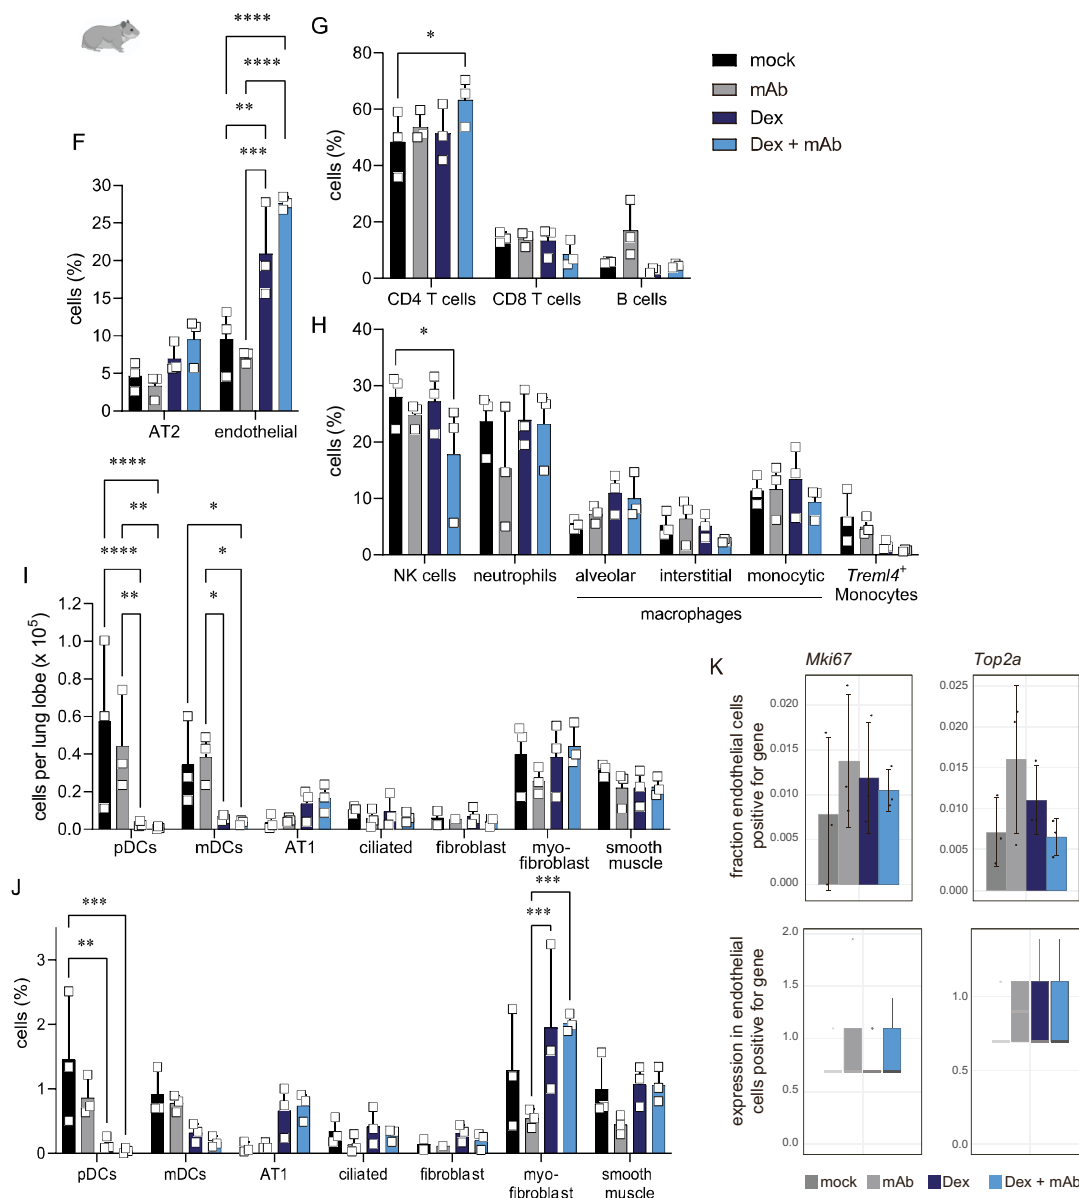 F
****
****
**
***
cells (%)
30
25
20
15
10
5
0
AT2
endothelial
G
*
cells (%)
80
60
40
20
0
CD4 T cells
CD8 T cells
B cells
mock
mAb
Dex
Dex + mAb
H
*
cells (%)
40
30
20
10
0
NK cells
neutrophils
alveolar
interstitial
monocytic
Treml4+
Monocytes
macrophages
I
****
**
****
**
*
*
*
cells per lung lobe (x 10^5)
1.2
1.0
0.8
0.6
0.4
0.2
0.0
pDCs
mDCs
AT1
ciliated
fibroblast
myo-
fibroblast
smooth
muscle
J
***
**
***
***
cells (%)
3
2
1
0
pDCs
mDCs
AT1
ciliated
fibroblast
myo-
fibroblast
smooth
muscle
K
Mki67
Top2a
fraction endothelial cells
positive for gene
0.020
0.015
0.010
0.005
0.000
0.025
0.020
0.015
0.010
0.005
0.000
expression in endothelial
cells positive for gene
2.0
1.5
1.0
0.5
0.0
1.0
0.5
0.0
mock
mAb
Dex
Dex + mAb